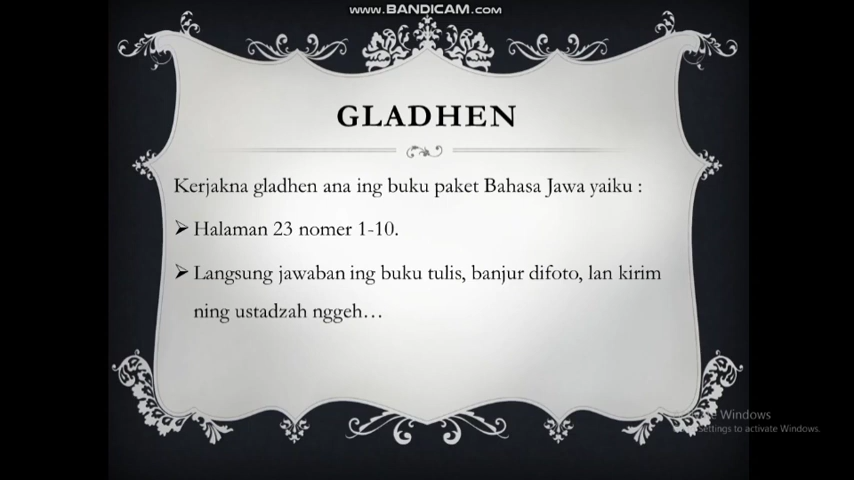 WWW.BANDICAM.COM
GLADHEN
Kerjakna gladhen ana ing buku paket Bahasa Jawa yaiku :
➢ Halaman 23 nomer 1-10.
➢ Langsung jawaban ing buku tulis, banjur difoto, lan kirim
ning ustadzah nggeh…
Windows
Settings to activate Windows.